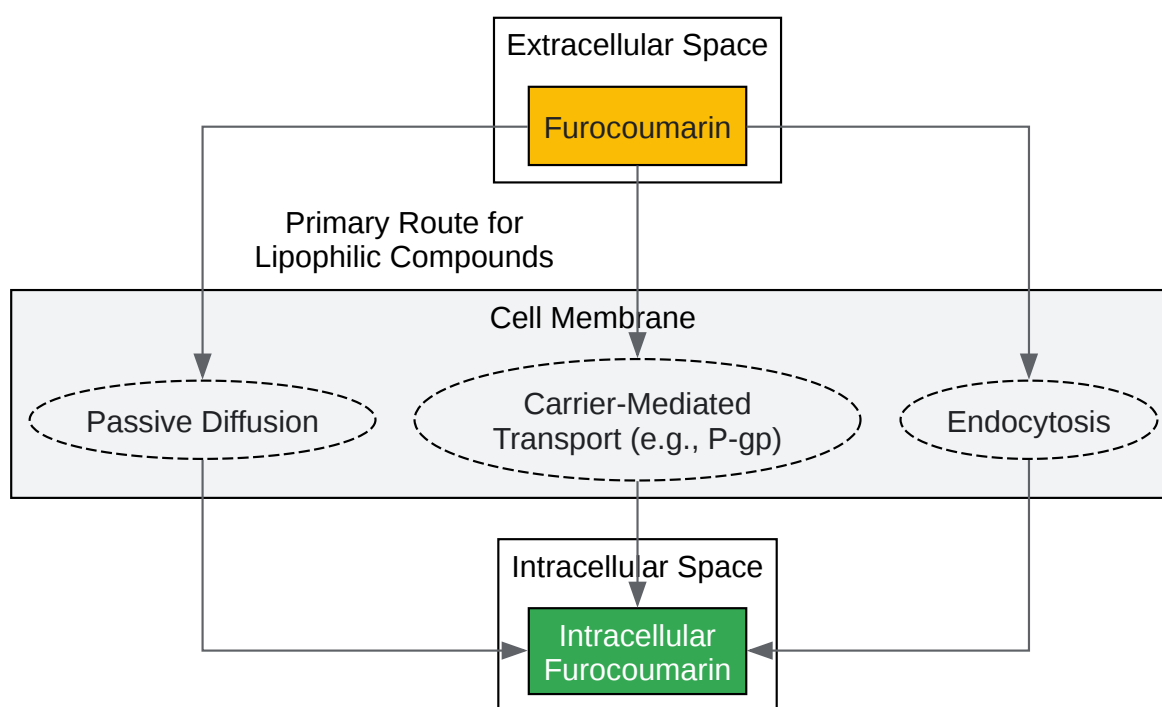 Extracellular Space
Furocoumarin
Primary Route for
Lipophilic Compounds
Cell Membrane
Passive Diffusion
Carrier-Mediated
Transport (e.g., P-gp)
Endocytosis
Intracellular Space
Intracellular
Furocoumarin